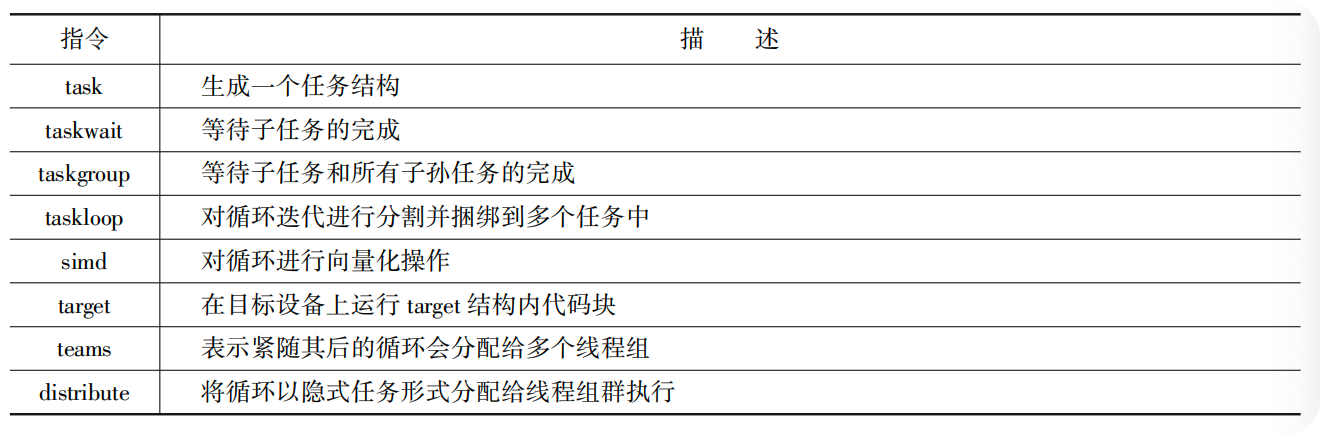 指令 描 述
task 生成一个任务结构
taskwait 等待子任务的完成
taskgroup 等待子任务和所有子孙任务的完成
taskloop 对循环迭代进行分割并捆绑到多个任务中
simd 对循环进行向量化操作
target 在目标设备上运行 target 结构内代码块
teams 表示紧随其后的循环会分配给多个线程组
distribute 将循环以隐式任务形式分配给线程组群执行